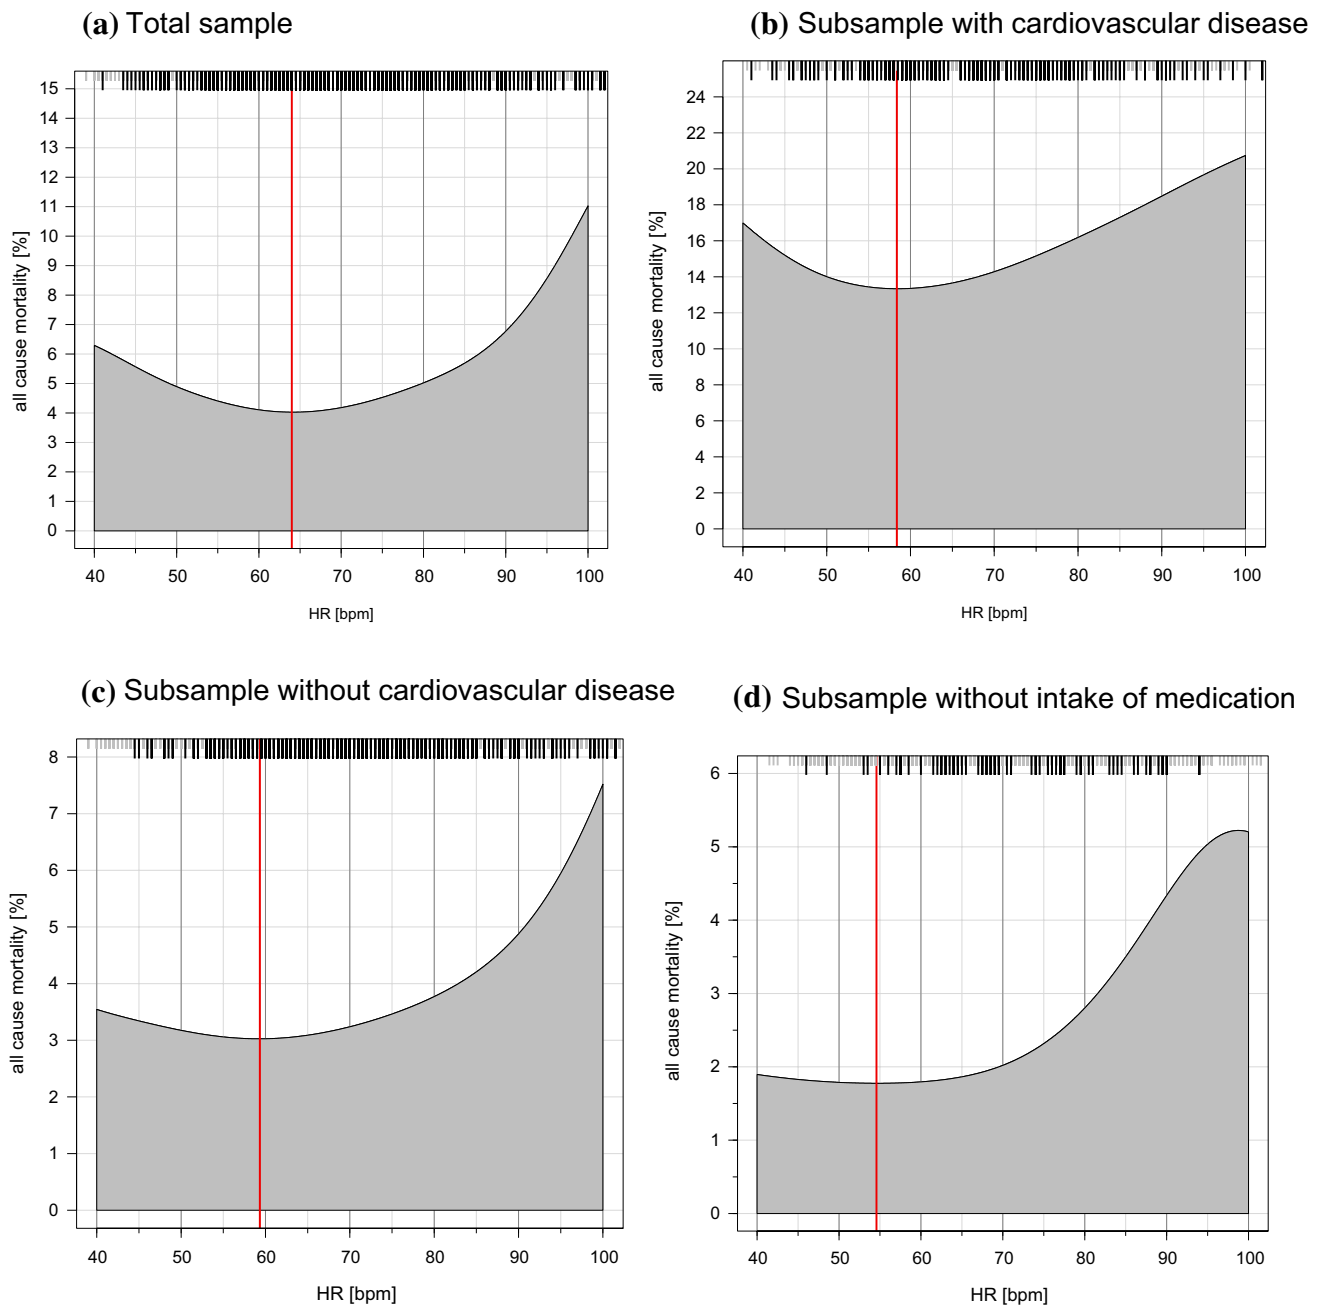 (a) Total sample
15
14
13
12
11
10
9
8
7
6
5
4
3
2
1
0
all cause mortality [%]
40 50 60 70 80 90 100
HR [bpm]
(b) Subsample with cardiovascular disease
24
22
20
18
16
14
12
10
8
6
4
2
0
all cause mortality [%]
40 50 60 70 80 90 100
HR [bpm]
(c) Subsample without cardiovascular disease
8
7
6
5
4
3
2
1
0
all cause mortality [%]
40 50 60 70 80 90 100
HR [bpm]
(d) Subsample without intake of medication
6
5
4
3
2
1
0
all cause mortality [%]
40 50 60 70 80 90 100
HR [bpm]